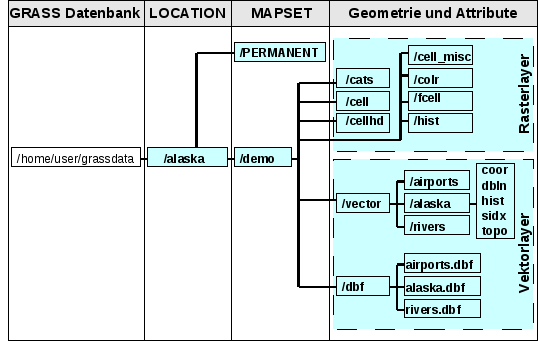 GRASS Datenbank LOCATION MAPSET Geometrie und Attribute
/PERMANENT
/cell_misc
/cats
/colr
/cell
/fcell
/cellhd
/hist
Rasterlayer
/home/user/grassdata
/alaska
/demo
/vector
/airports
/alaska
/rivers
coor
dbln
hist
sidx
topo
Vektorlayer
/dbf
airports.dbf
alaska.dbf
rivers.dbf